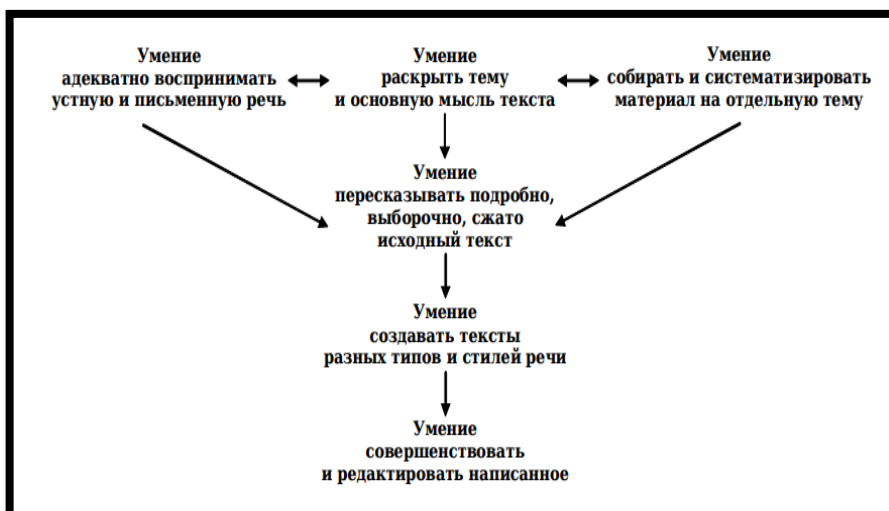 Умение
адекватно воспринимать
устную и письменную речь
Умение
раскрыть тему
и основную мысль текста
Умение
собирать и систематизировать
материал на отдельную тему
Умение
пересказывать подробно,
выборочно, сжато
исходный текст
Умение
создавать тексты
разных типов и стилей речи
Умение
совершенствовать
и редактировать написанное